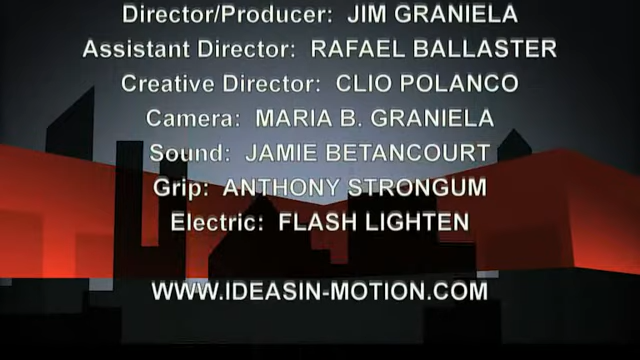 Director/Producer: JIM GRANIELA
Assistant Director: RAFAEL BALLASTER
Creative Director: CLIO POLANCO
Camera: MARIA B. GRANIELA
Sound: JAMIE BETANCOURT
Grip: ANTHONY STRONGUM
Electric: FLASH LIGHTEN
WWW.IDEASIN-MOTION.COM